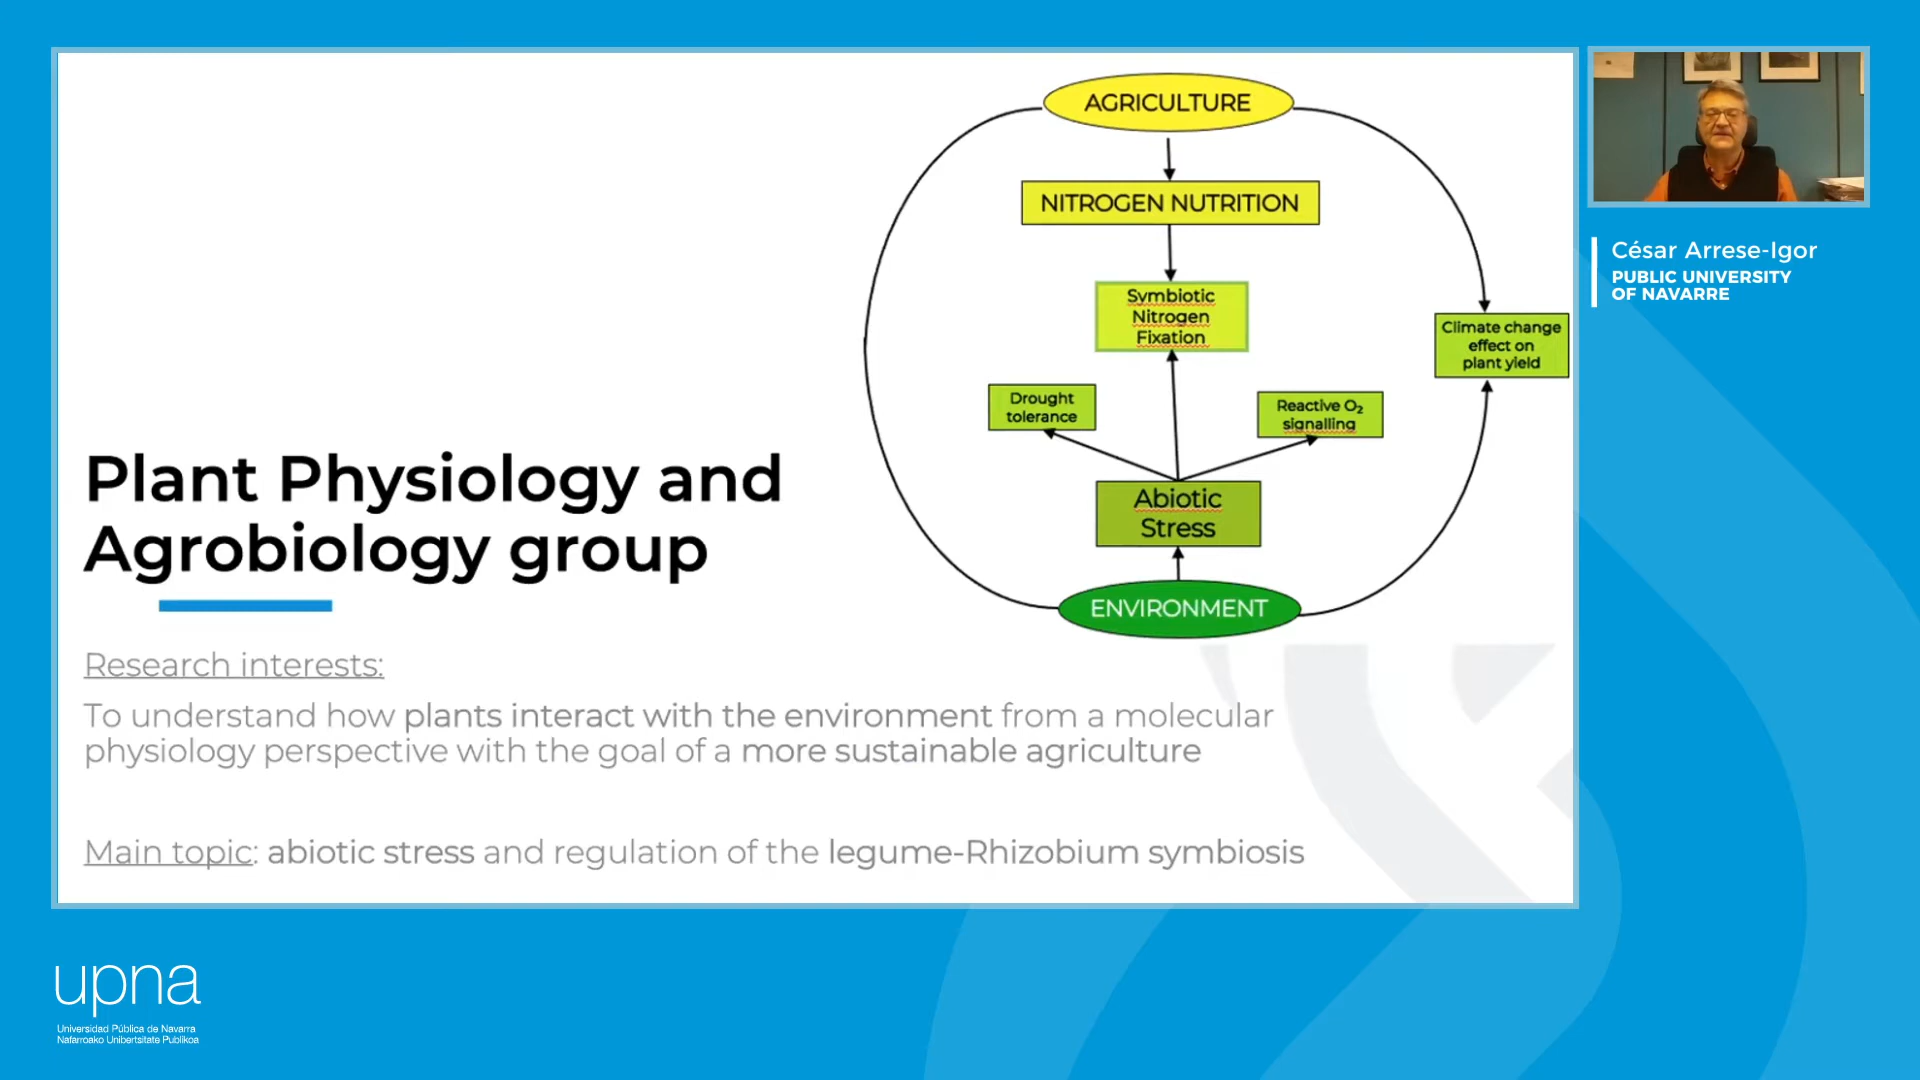 AGRICULTURE
NITROGEN NUTRITION
Symbiotic
Nitrogen
Fixation
Climate change
effect on
plant yield
Drought
tolerance
Reactive O₂
signalling
Abiotic
Stress
ENVIRONMENT
Plant Physiology and
Agrobiology group
Research interests:
To understand how plants interact with the environment from a molecular
physiology perspective with the goal of a more sustainable agriculture
Main topic: abiotic stress and regulation of the legume-Rhizobium symbiosis
César Arrese-Igor
PUBLIC UNIVERSITY
OF NAVARRE
upna
Universidad Pública de Navarra
Nafarroako Unibertsitate Publikoa